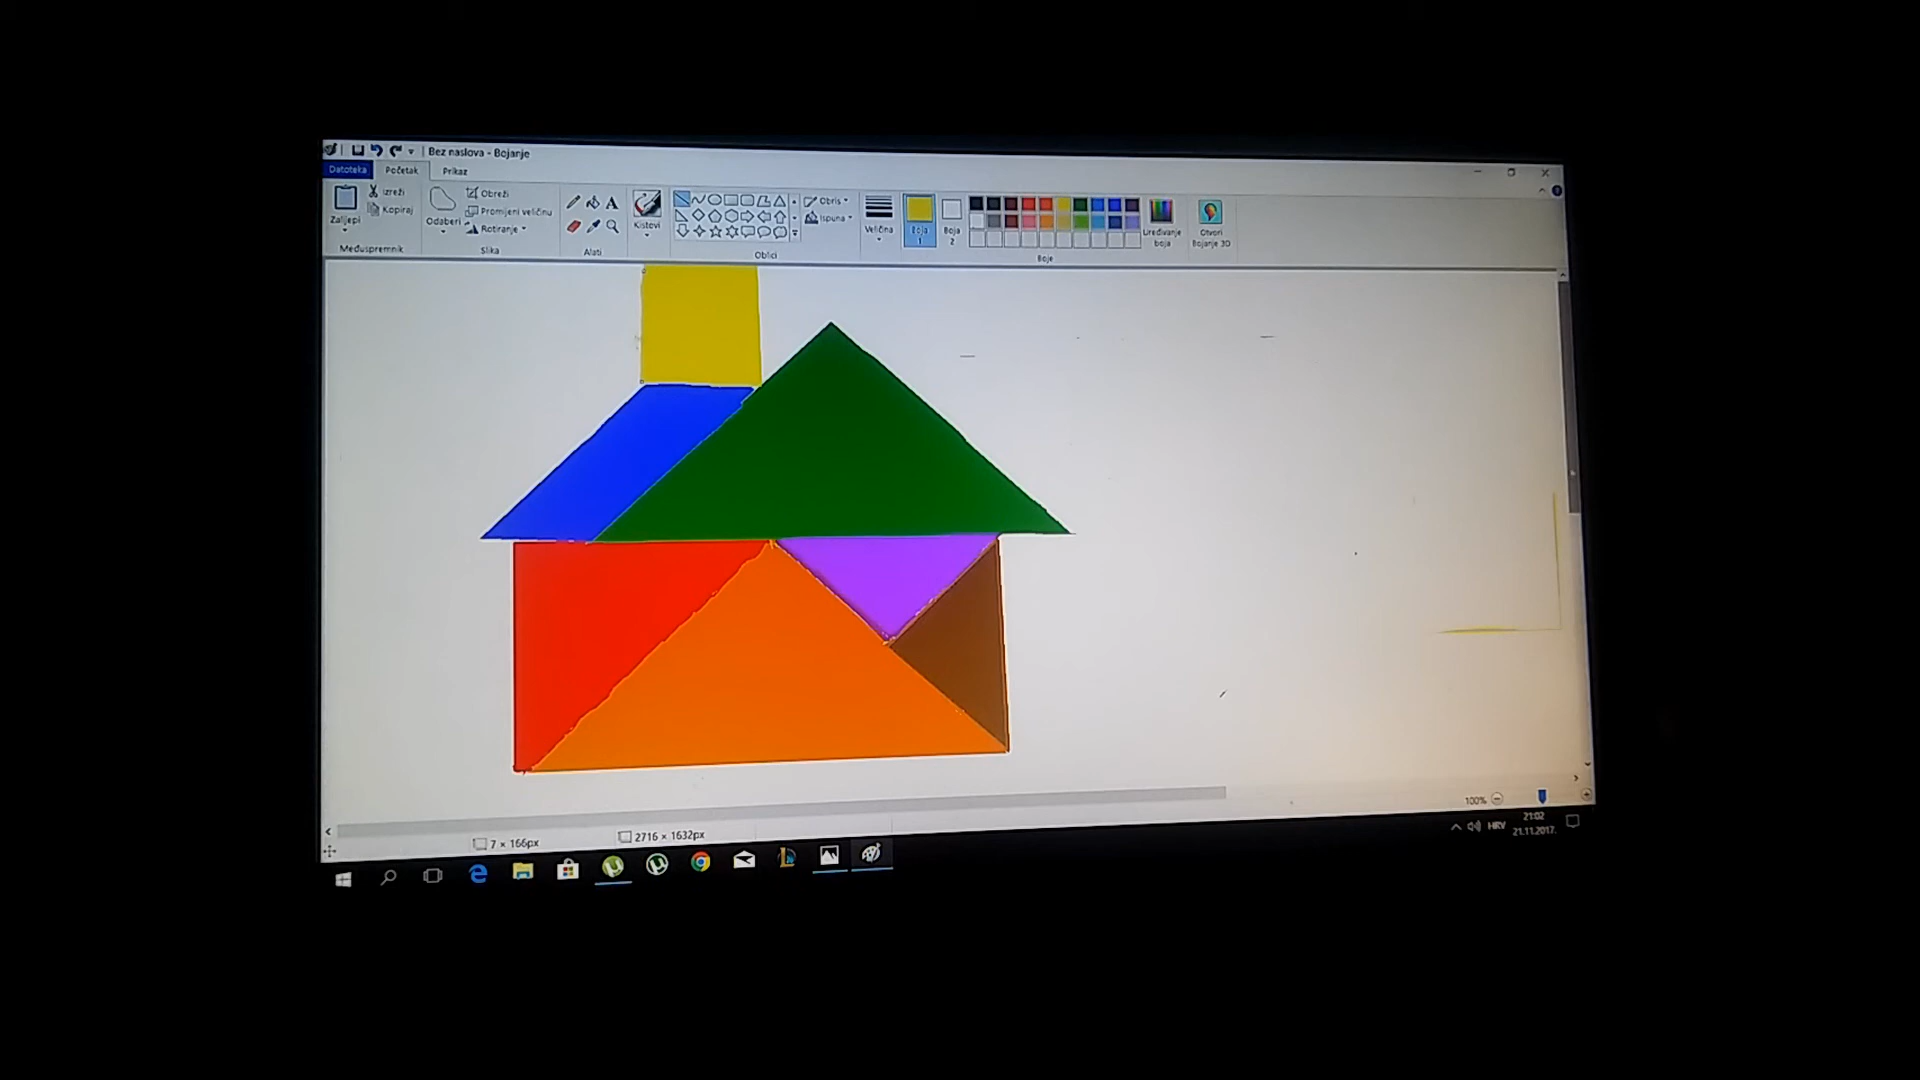 Bez naslova - Bojanje
Datoteka Početak Prikaz
Zalijepi
Izreži
Kopiraj
Međuspremnik
Odaberi
Obreži
Promijeni veličinu
Rotiranje
Slika
A
Alati
Kistovi
Oblici
Obris
Ispuna
Veličina
Boja 1
Boja 2
Boje
Uređivanje boja
Otvori Bojanje 3D
100%
7 × 166px
2716 × 1632px
HRV
21:02
21.11.2017.